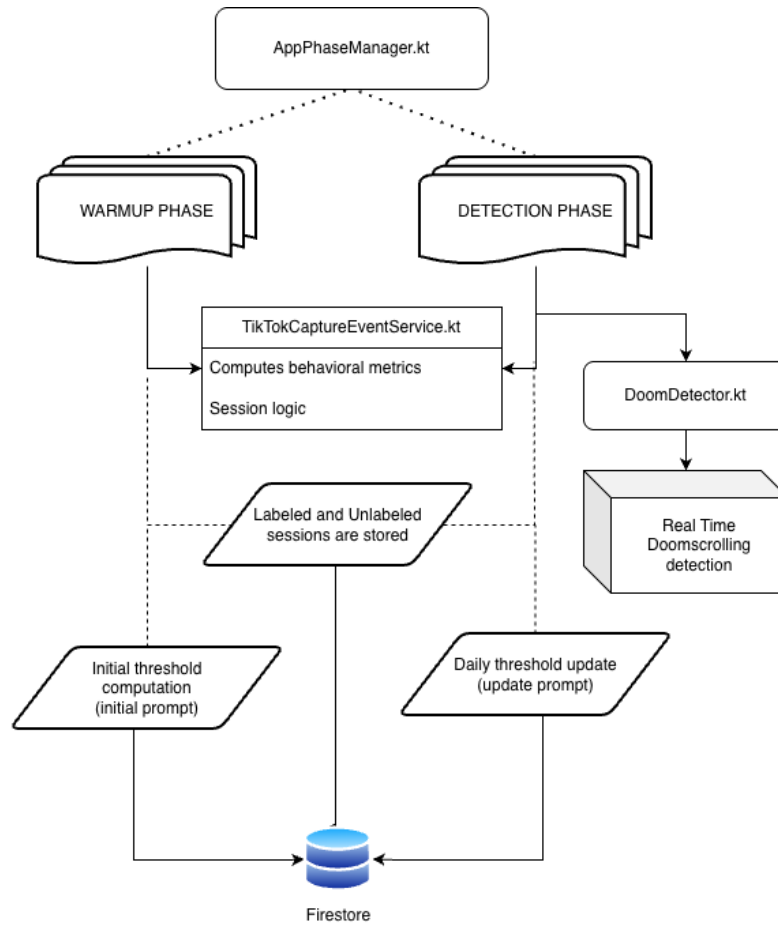 AppPhaseManager.kt
WARMUP PHASE
DETECTION PHASE
TikTokCaptureEventService.kt
Computes behavioral metrics
Session logic
DoomDetector.kt
Labeled and Unlabeled
sessions are stored
Real Time
Doomscrolling
detection
Initial threshold
computation
(initial prompt)
Daily threshold update
(update prompt)
Firestore